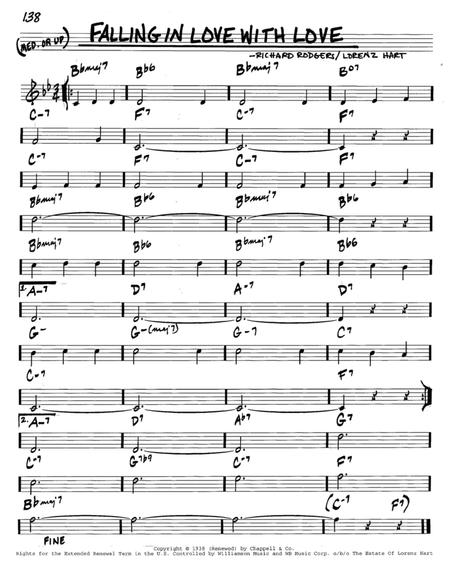 138
(MED. OR UP) FALLING IN LOVE WITH LOVE
-RICHARD RODGERS/LORENZ HART
Bbmaj7 Bb6 Bbmaj7 B07
C-7 F7 C-7 F7
C-7 F7 C-7 F7
Bbmaj7 Bb6 Bbmaj7 Bb6
Bbmaj7 Bb6 Bbmaj7 Bb6
1. A-7 D7 A-7 D7
G- G-(maj7) G-7 C7
C-7 F7
2. A-7 D7 Ab7 G7
C-7 G7b9 C-7 F7
Bbmaj7 (C-7 F7)
FINE
Copyright © 1938 (Renewed) by Chappell & Co.
Rights for the Extended Renewal Term in the U.S. Controlled by Williamson Music and WB Music Corp. o/b/o The Estate Of Lorenz Hart